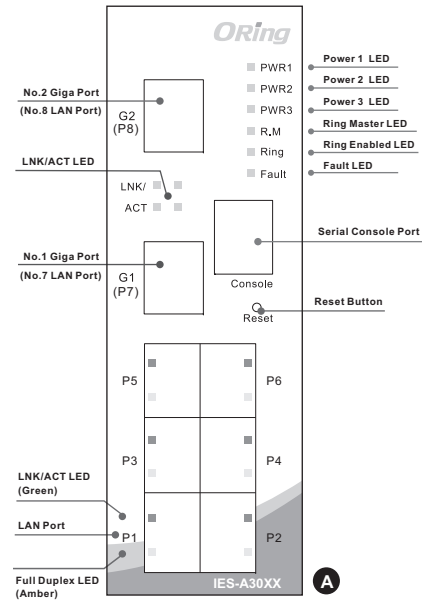 ORing
PWR1
Power 1 LED
PWR2
Power 2 LED
PWR3
Power 3 LED
R.M
Ring Master LED
Ring
Ring Enabled LED
Fault
Fault LED
No.2 Giga Port
(No.8 LAN Port)
G2
(P8)
LNK/ACT LED
LNK/
ACT
Serial Console Port
No.1 Giga Port
(No.7 LAN Port)
G1
(P7)
Console
Reset Button
Reset
P5
P6
P3
P4
LNK/ACT LED
(Green)
LAN Port
P1
P2
Full Duplex LED
(Amber)
IES-A30XX
A